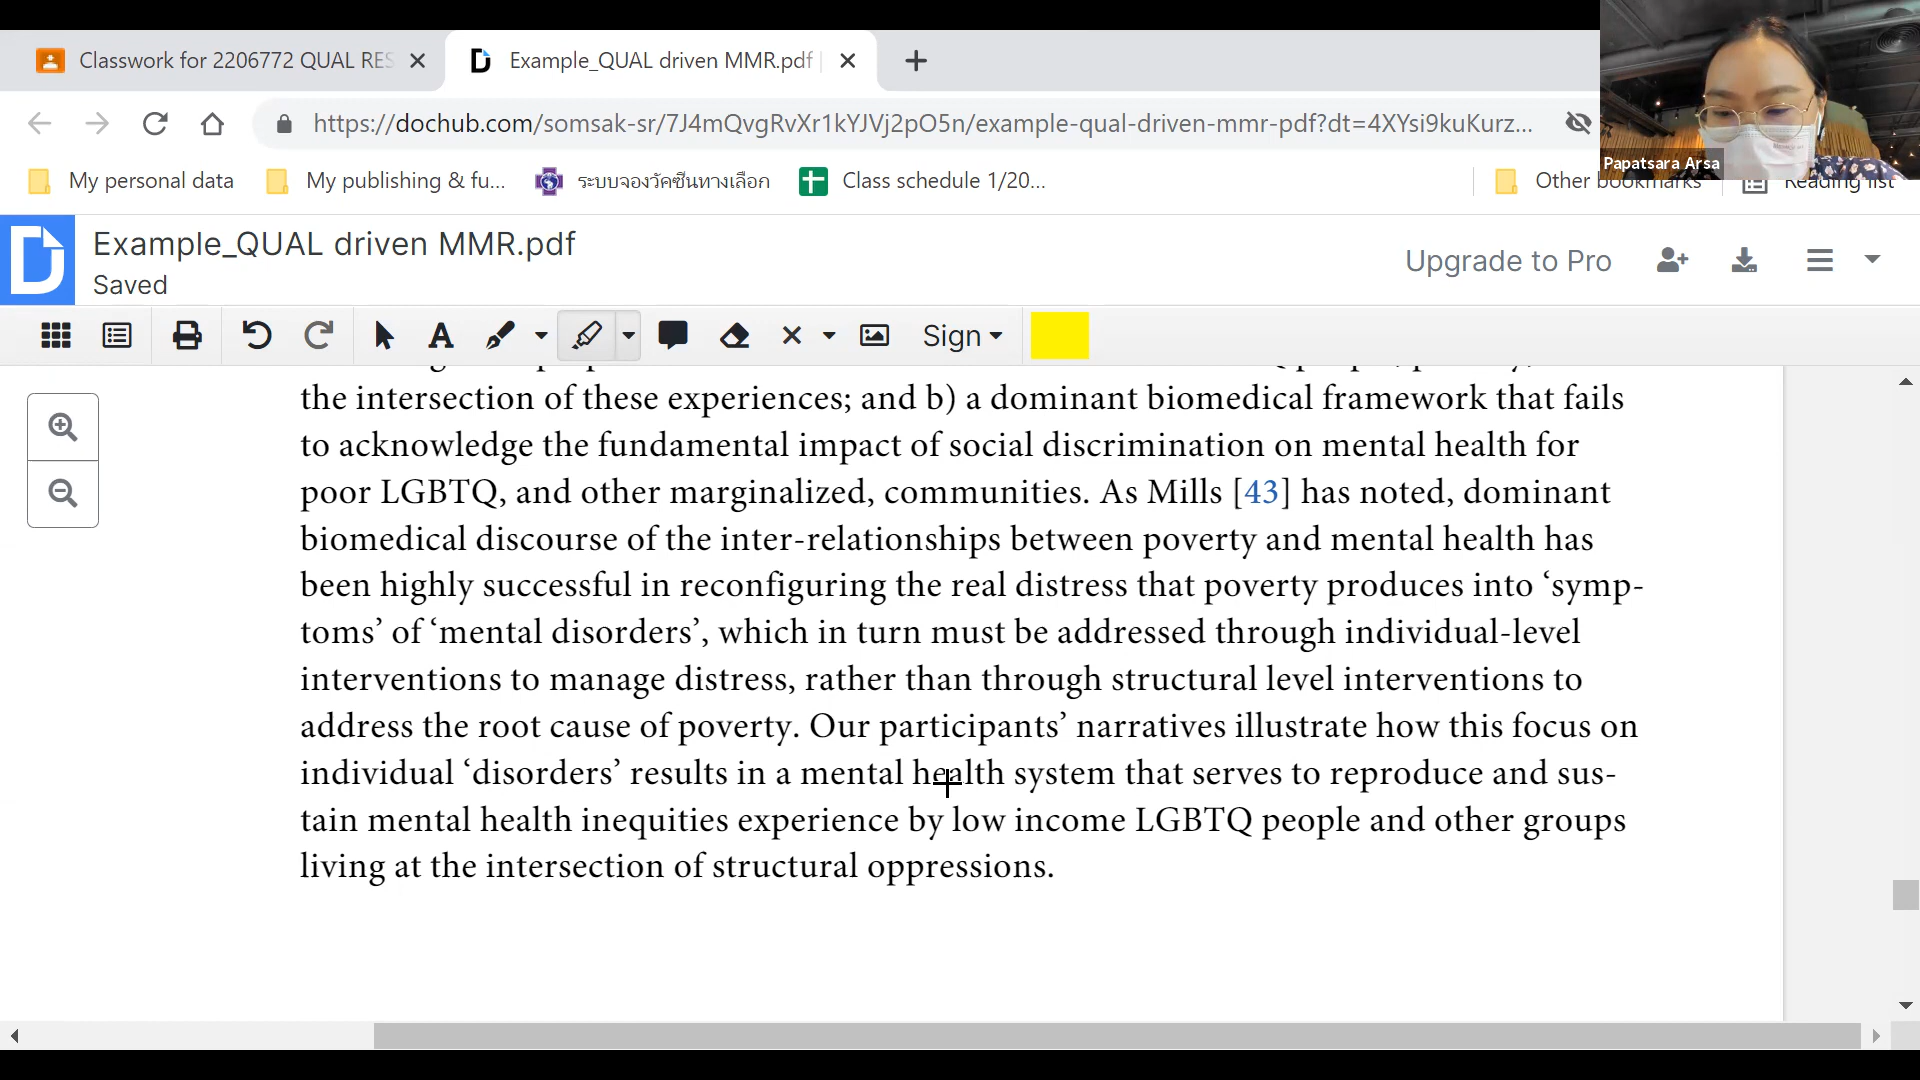 Classwork for 2206772 QUAL RES
Example_QUAL driven MMR.pdf
https://dochub.com/somsak-sr/7J4mQvgRvXr1kYJVj2pO5n/example-qual-driven-mmr-pdf?dt=4XYsi9kuKurz...
Papatsara Arsa
My personal data
My publishing & fu...
ระบบจองวัคซีนทางเลือก
Class schedule 1/20...
Other bookmarks
Reading list
Example_QUAL driven MMR.pdf
Saved
Upgrade to Pro
Sign
the intersection of these experiences; and b) a dominant biomedical framework that fails
to acknowledge the fundamental impact of social discrimination on mental health for
poor LGBTQ, and other marginalized, communities. As Mills [43] has noted, dominant
biomedical discourse of the inter-relationships between poverty and mental health has
been highly successful in reconfiguring the real distress that poverty produces into ‘symp-
toms’ of ‘mental disorders’, which in turn must be addressed through individual-level
interventions to manage distress, rather than through structural level interventions to
address the root cause of poverty. Our participants’ narratives illustrate how this focus on
individual ‘disorders’ results in a mental health system that serves to reproduce and sus-
tain mental health inequities experience by low income LGBTQ people and other groups
living at the intersection of structural oppressions.